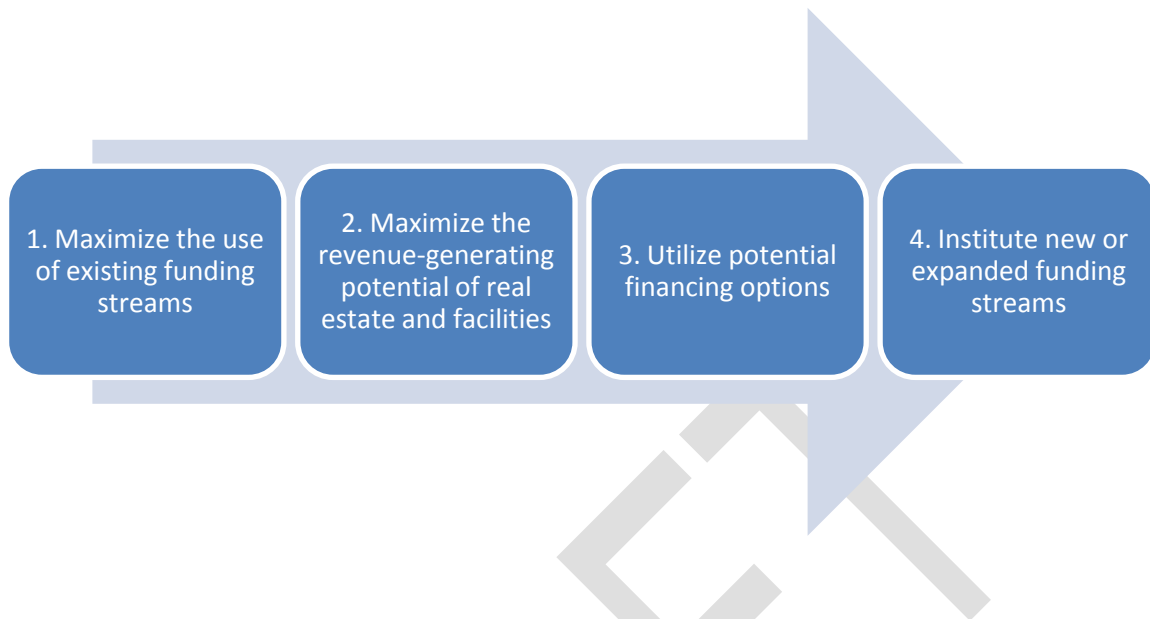 1. Maximize the use
of existing funding
streams
2. Maximize the
revenue-generating
potential of real
estate and facilities
3. Utilize potential
financing options
4. Institute new or
expanded funding
streams